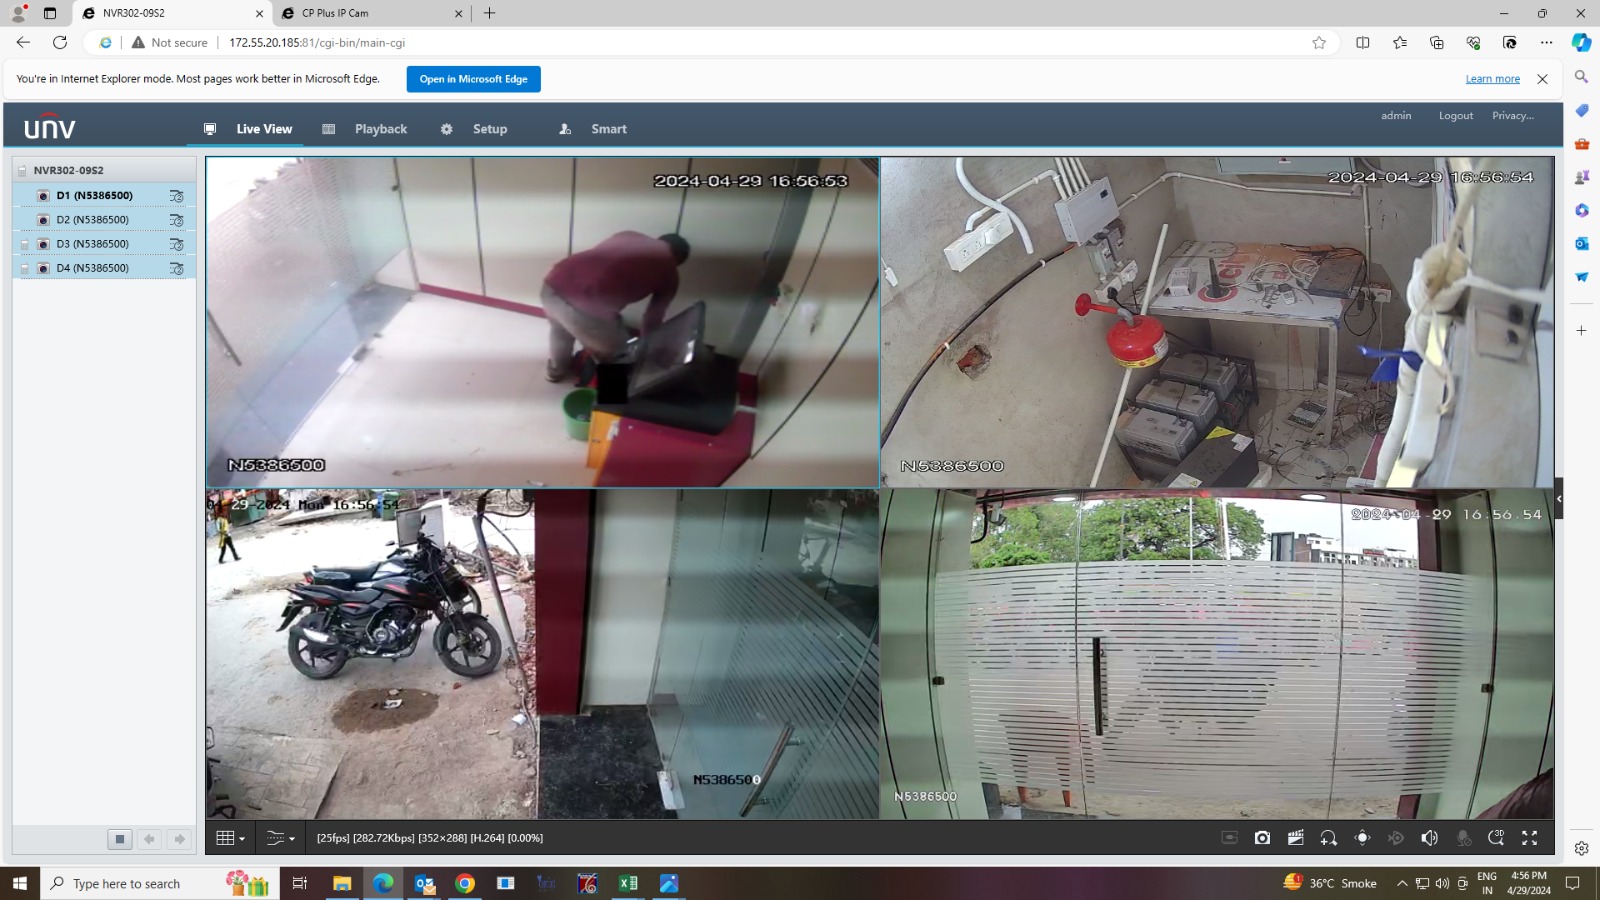 NVR302-09S2
CP Plus IP Cam
Not secure
172.55.20.185:81/cgi-bin/main-cgi
You're in Internet Explorer mode. Most pages work better in Microsoft Edge.
Open in Microsoft Edge
Learn more
unv
Live View
Playback
Setup
Smart
admin
Logout
Privacy...
NVR302-09S2
D1 (N5386500)
D2 (N5386500)
D3 (N5386500)
D4 (N5386500)
2024-04-29 16:56:53
N5386500
2024-04-29 16:56:54
N5386500
04-29-2024 Mon 16:56:54
N5386500
2024-04-29 16:56:54
N5386500
[25fps] [282.72Kbps] [352×288] [H.264] [0.00%]
Type here to search
36°C Smoke
ENG
IN
4:56 PM
4/29/2024